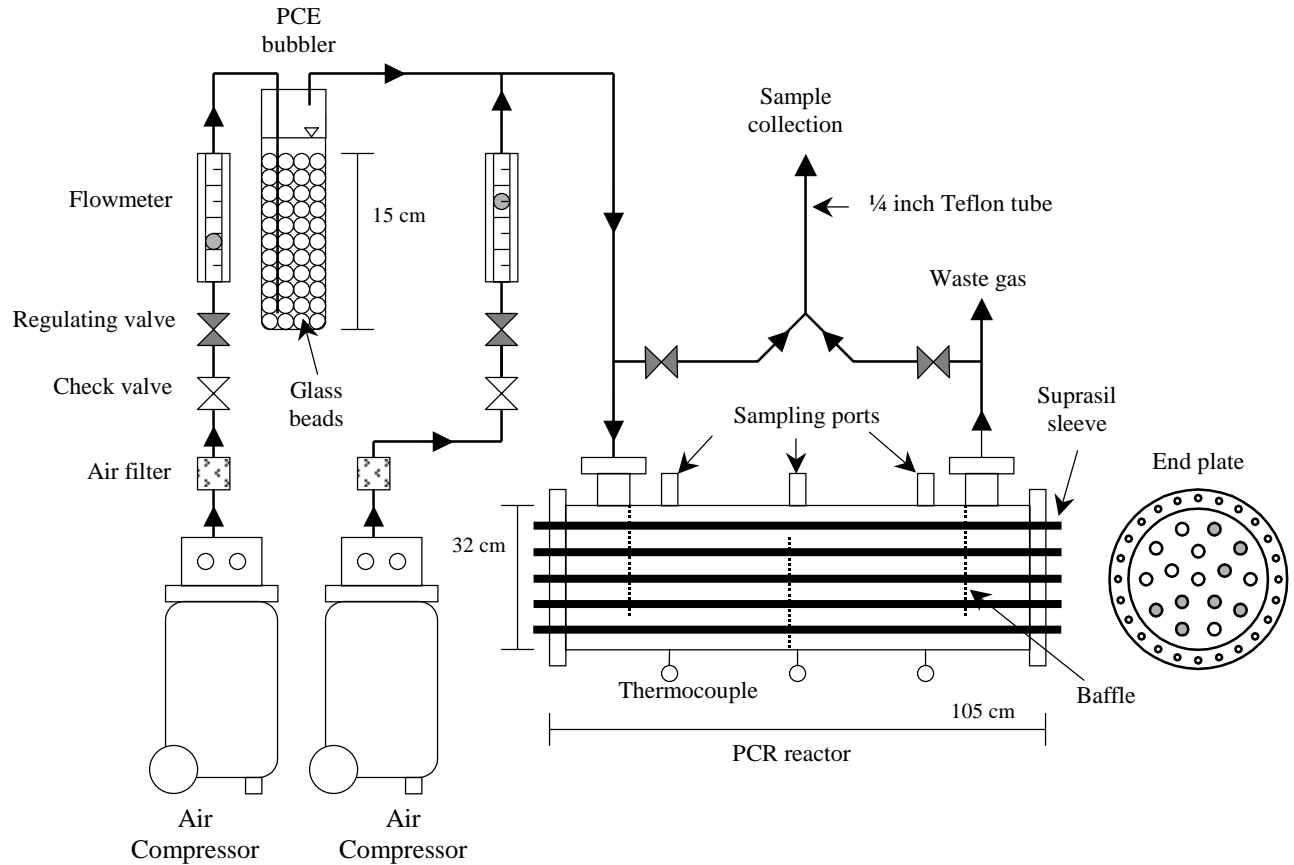 PCE
bubbler
Sample
collection
Flowmeter
15 cm
¼ inch Teflon tube
Waste gas
Regulating valve
Check valve
Glass
beads
Suprasil
sleeve
Sampling ports
Air filter
End plate
32 cm
Thermocouple
Baffle
105 cm
PCR reactor
Air
Compressor
Air
Compressor